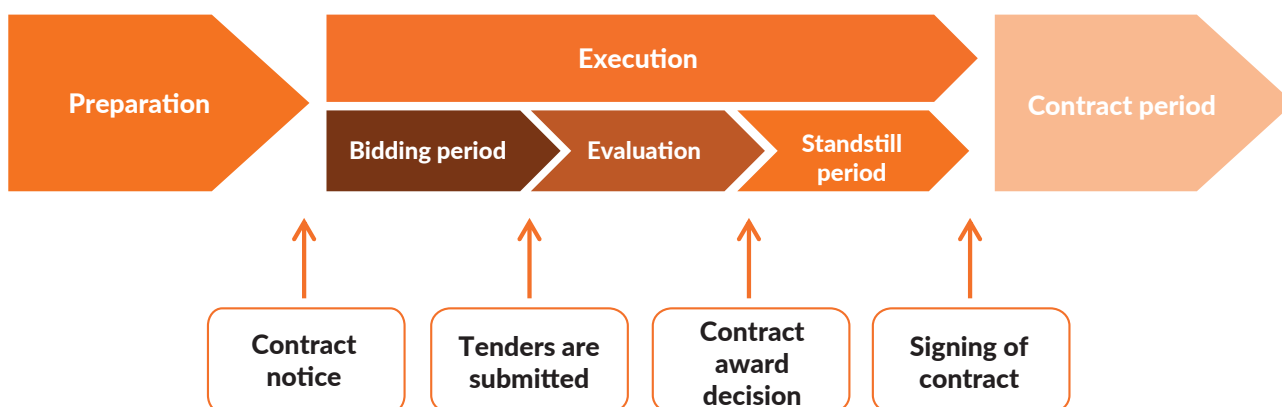 Preparation
Execution
Contract period
Bidding period
Evaluation
Standstill
period
Contract
notice
Tenders are
submitted
Contract
award
decision
Signing of
contract